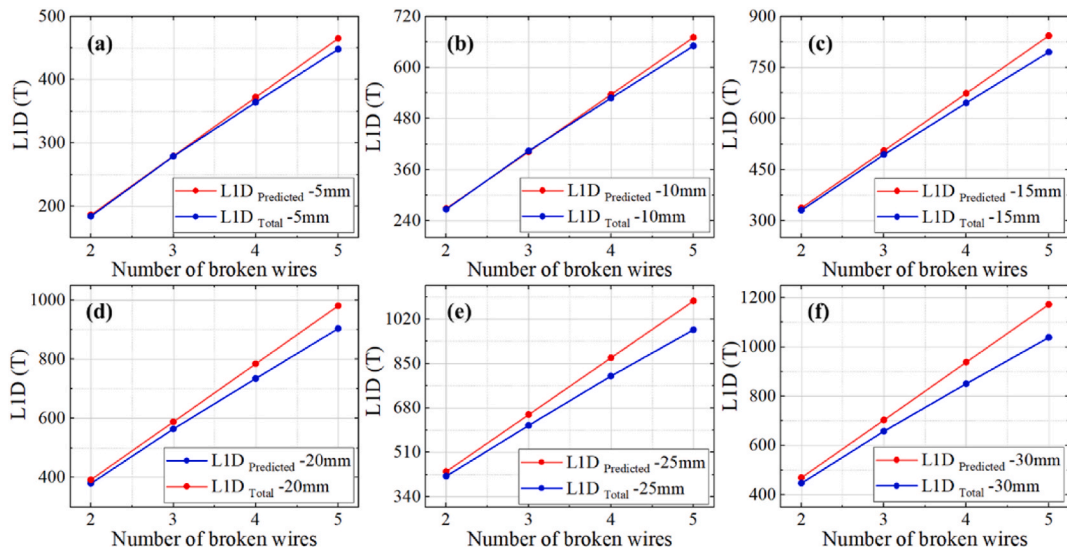 (a)
L1D (T)
500
400
300
200
L1D Predicted -5mm
L1D Total -5mm
2 3 4 5
Number of broken wires
(b)
L1D (T)
720
600
480
360
240
L1D Predicted -10mm
L1D Total -10mm
2 3 4 5
Number of broken wires
(c)
L1D (T)
900
750
600
450
300
L1D Predicted -15mm
L1D Total -15mm
2 3 4 5
Number of broken wires
(d)
L1D (T)
1000
800
600
400
L1D Predicted -20mm
L1D Total -20mm
2 3 4 5
Number of broken wires
(e)
L1D (T)
1020
850
680
510
340
L1D Predicted -25mm
L1D Total -25mm
2 3 4 5
Number of broken wires
(f)
L1D (T)
1200
1000
800
600
400
L1D Predicted -30mm
L1D Total -30mm
2 3 4 5
Number of broken wires